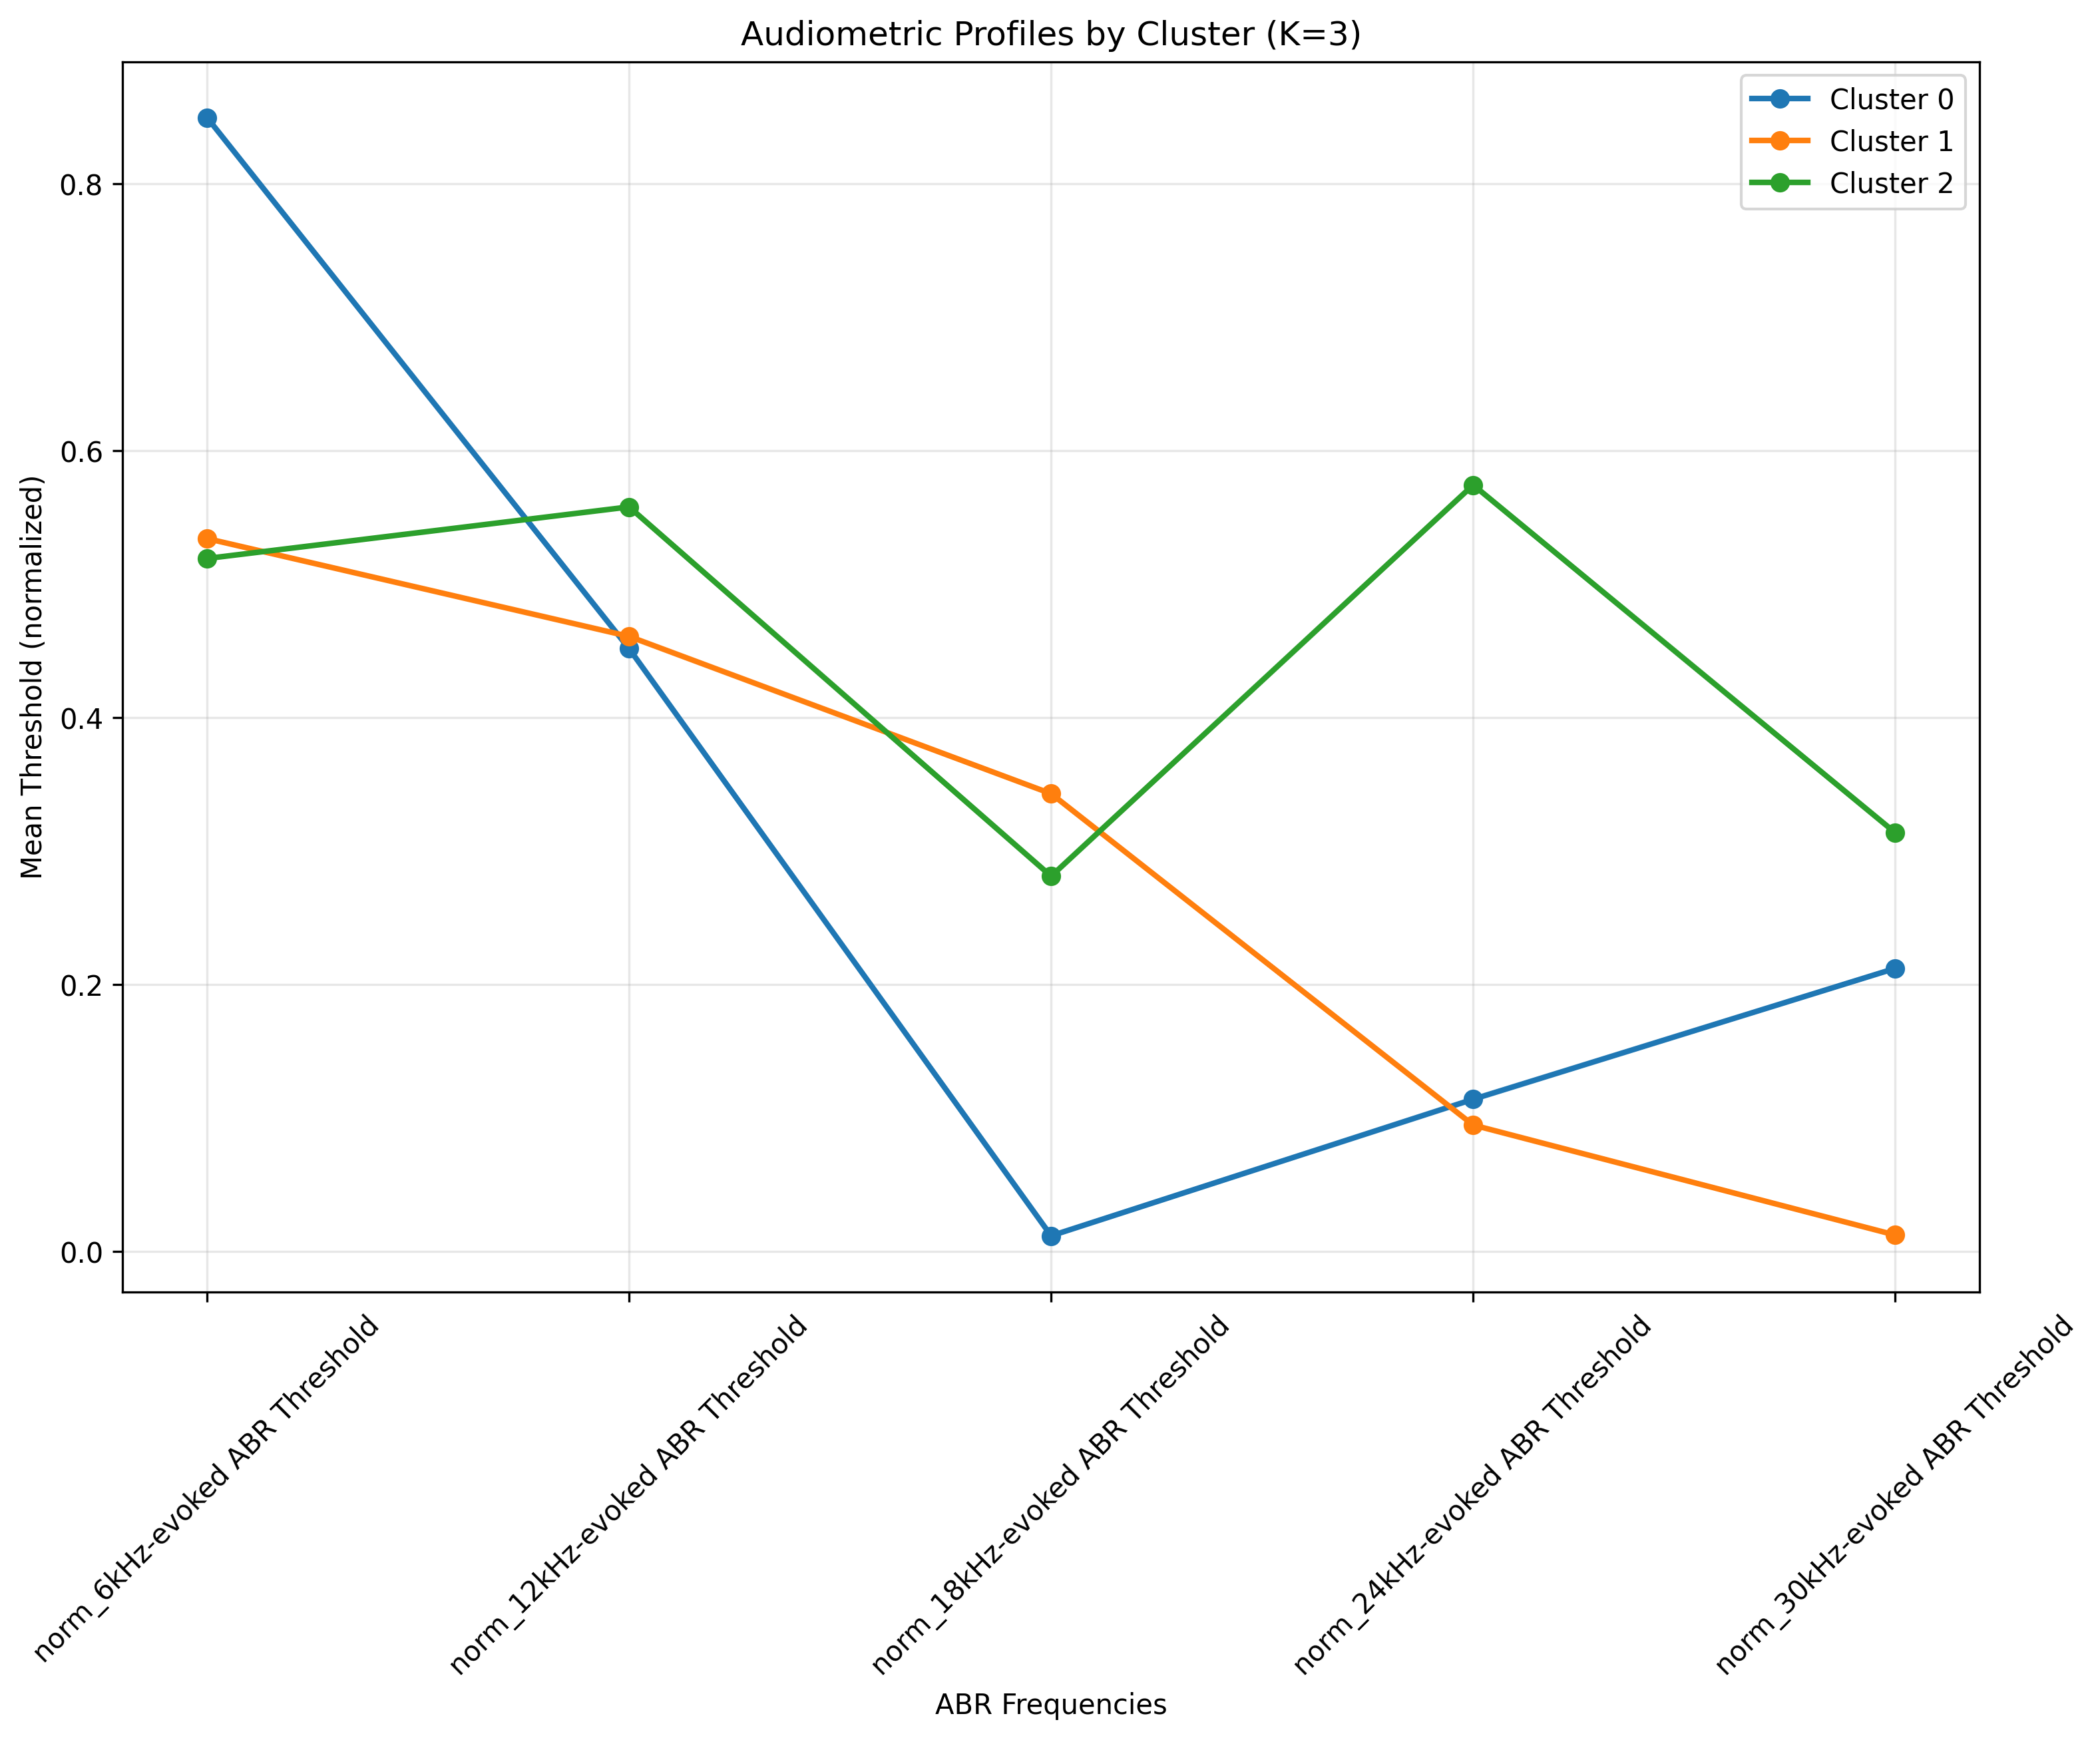 Audiometric Profiles by Cluster (K=3)
Cluster 0
Cluster 1
Cluster 2
Mean Threshold (normalized)
0.8
0.6
0.4
0.2
0.0
norm_6kHz-evoked ABR Threshold
norm_12kHz-evoked ABR Threshold
norm_18kHz-evoked ABR Threshold
norm_24kHz-evoked ABR Threshold
norm_30kHz-evoked ABR Threshold
ABR Frequencies